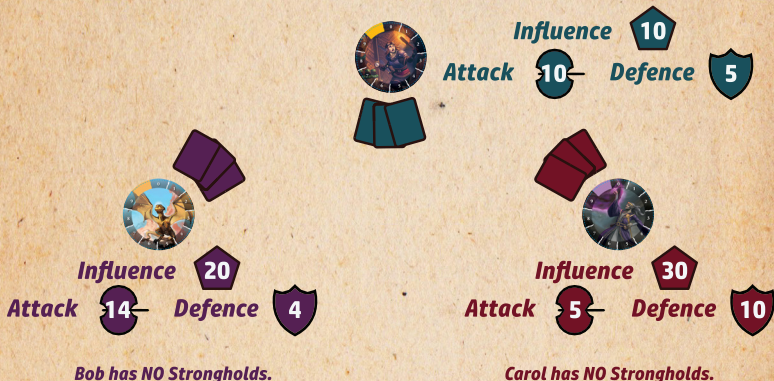 Influence 10
Attack 10 Defence 5
Influence 20
Attack 14 Defence 4
Bob has NO Strongholds.
Influence 30
Attack 5 Defence 10
Carol has NO Strongholds.